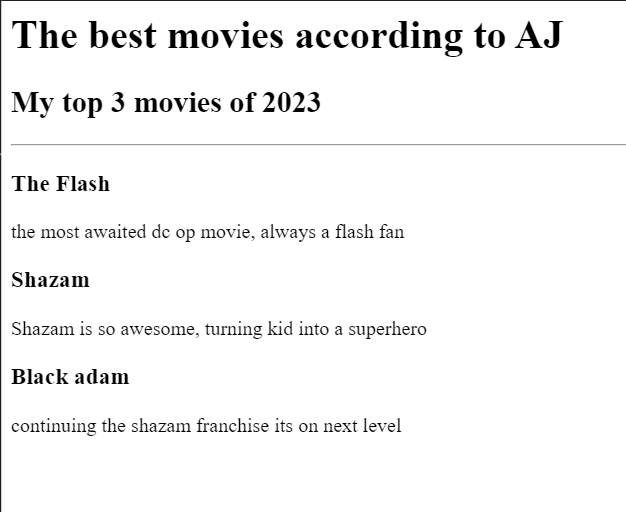 The best movies according to AJ
My top 3 movies of 2023
The Flash
the most awaited dc op movie, always a flash fan
Shazam
Shazam is so awesome, turning kid into a superhero
Black adam
continuing the shazam franchise its on next level